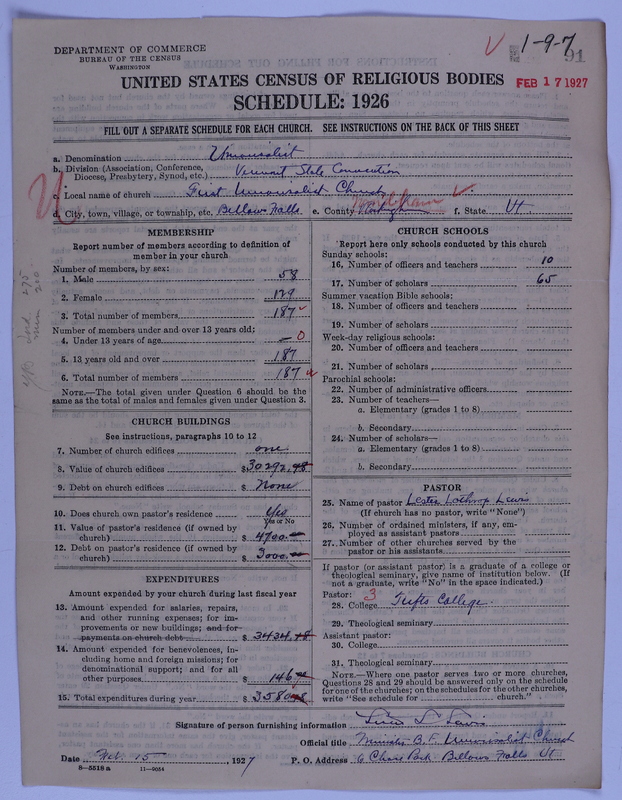 DEPARTMENT OF COMMERCE
BUREAU OF THE CENSUS
WASHINGTON
1-9-7
91
UNITED STATES CENSUS OF RELIGIOUS BODIES
FEB 17 1927
SCHEDULE: 1926
FILL OUT A SEPARATE SCHEDULE FOR EACH CHURCH. SEE INSTRUCTIONS ON THE BACK OF THIS SHEET
a. Denomination Universalist
b. Division (Association, Conference, Diocese, Presbytery, Synod, etc.) Vermont State Convention
c. Local name of church First Universalist Church
d. City, town, village, or township, etc. Bellows Falls e. County Windham f. State Vt
MEMBERSHIP
Report number of members according to definition of member in your church
Number of members, by sex:
1. Male 58
2. Female 129
3. Total number of members 187
Number of members under and over 13 years old:
4. Under 13 years of age — 0
5. 13 years old and over 187
6. Total number of members 187
NOTE.—The total given under Question 6 should be the same as the total of males and females given under Question 3.
CHURCH BUILDINGS
See instructions, paragraphs 10 to 12
7. Number of church edifices one
8. Value of church edifices $30292.48
9. Debt on church edifices $ None
10. Does church own pastor's residence Yes
Yes or No
11. Value of pastor's residence (if owned by church) $ 4700.00
12. Debt on pastor's residence (if owned by church) $ 3000.00
EXPENDITURES
Amount expended by your church during last fiscal year
13. Amount expended for salaries, repairs, and other running expenses; for improvements or new buildings; and for payments on church debt $ 3434.48
14. Amount expended for benevolences, including home and foreign missions; for denominational support; and for all other purposes $ 146
15. Total expenditures during year $ 3580
CHURCH SCHOOLS
Report here only schools conducted by this church
Sunday schools:
16. Number of officers and teachers 10
17. Number of scholars 65
Summer vacation Bible schools:
18. Number of officers and teachers
19. Number of scholars
Week-day religious schools:
20. Number of officers and teachers
21. Number of scholars
Parochial schools:
22. Number of administrative officers
23. Number of teachers—
a. Elementary (grades 1 to 8)
b. Secondary
24. Number of scholars—
a. Elementary (grades 1 to 8)
b. Secondary
PASTOR
25. Name of pastor Lester Lothrop Lewis
(If church has no pastor, write "None")
26. Number of ordained ministers, if any, employed as assistant pastors
27. Number of other churches served by the pastor or his assistants
If pastor (or assistant pastor) is a graduate of a college or theological seminary, give name of institution below. (If not a graduate, write "No" in the space indicated.)
Pastor: 3
28. College Tufts College
29. Theological seminary
Assistant pastor:
30. College
31. Theological seminary
NOTE.—Where one pastor serves two or more churches, Questions 28 and 29 should be answered only on the schedule for one of the churches; on the schedules for the other churches, write "See schedule for church."
Signature of person furnishing information L. Lewis
Official title Minister B. F. Universalist Church
Date Feb. 15, 1927 P. O. Address 6 Chase Park Bellows Falls Vt
8-5518 a 11-9054